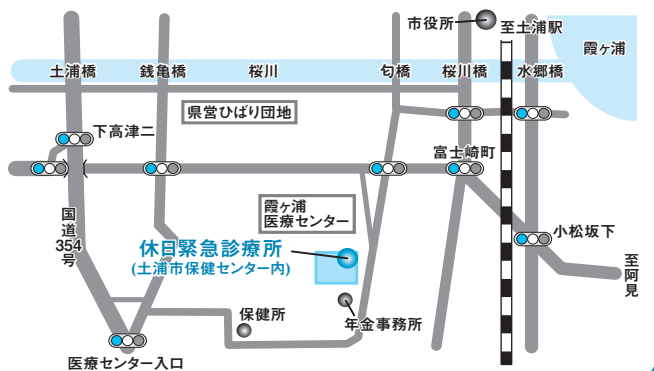 市役所
至土浦駅
霞ヶ浦
土浦橋
銭亀橋
桜川
匂橋
桜川橋
水郷橋
県営ひばり団地
下高津二
富士崎町
霞ヶ浦
医療センター
国道354号
休日緊急診療所
(土浦市保健センター内)
小松坂下
至阿見
保健所
年金事務所
医療センター入口